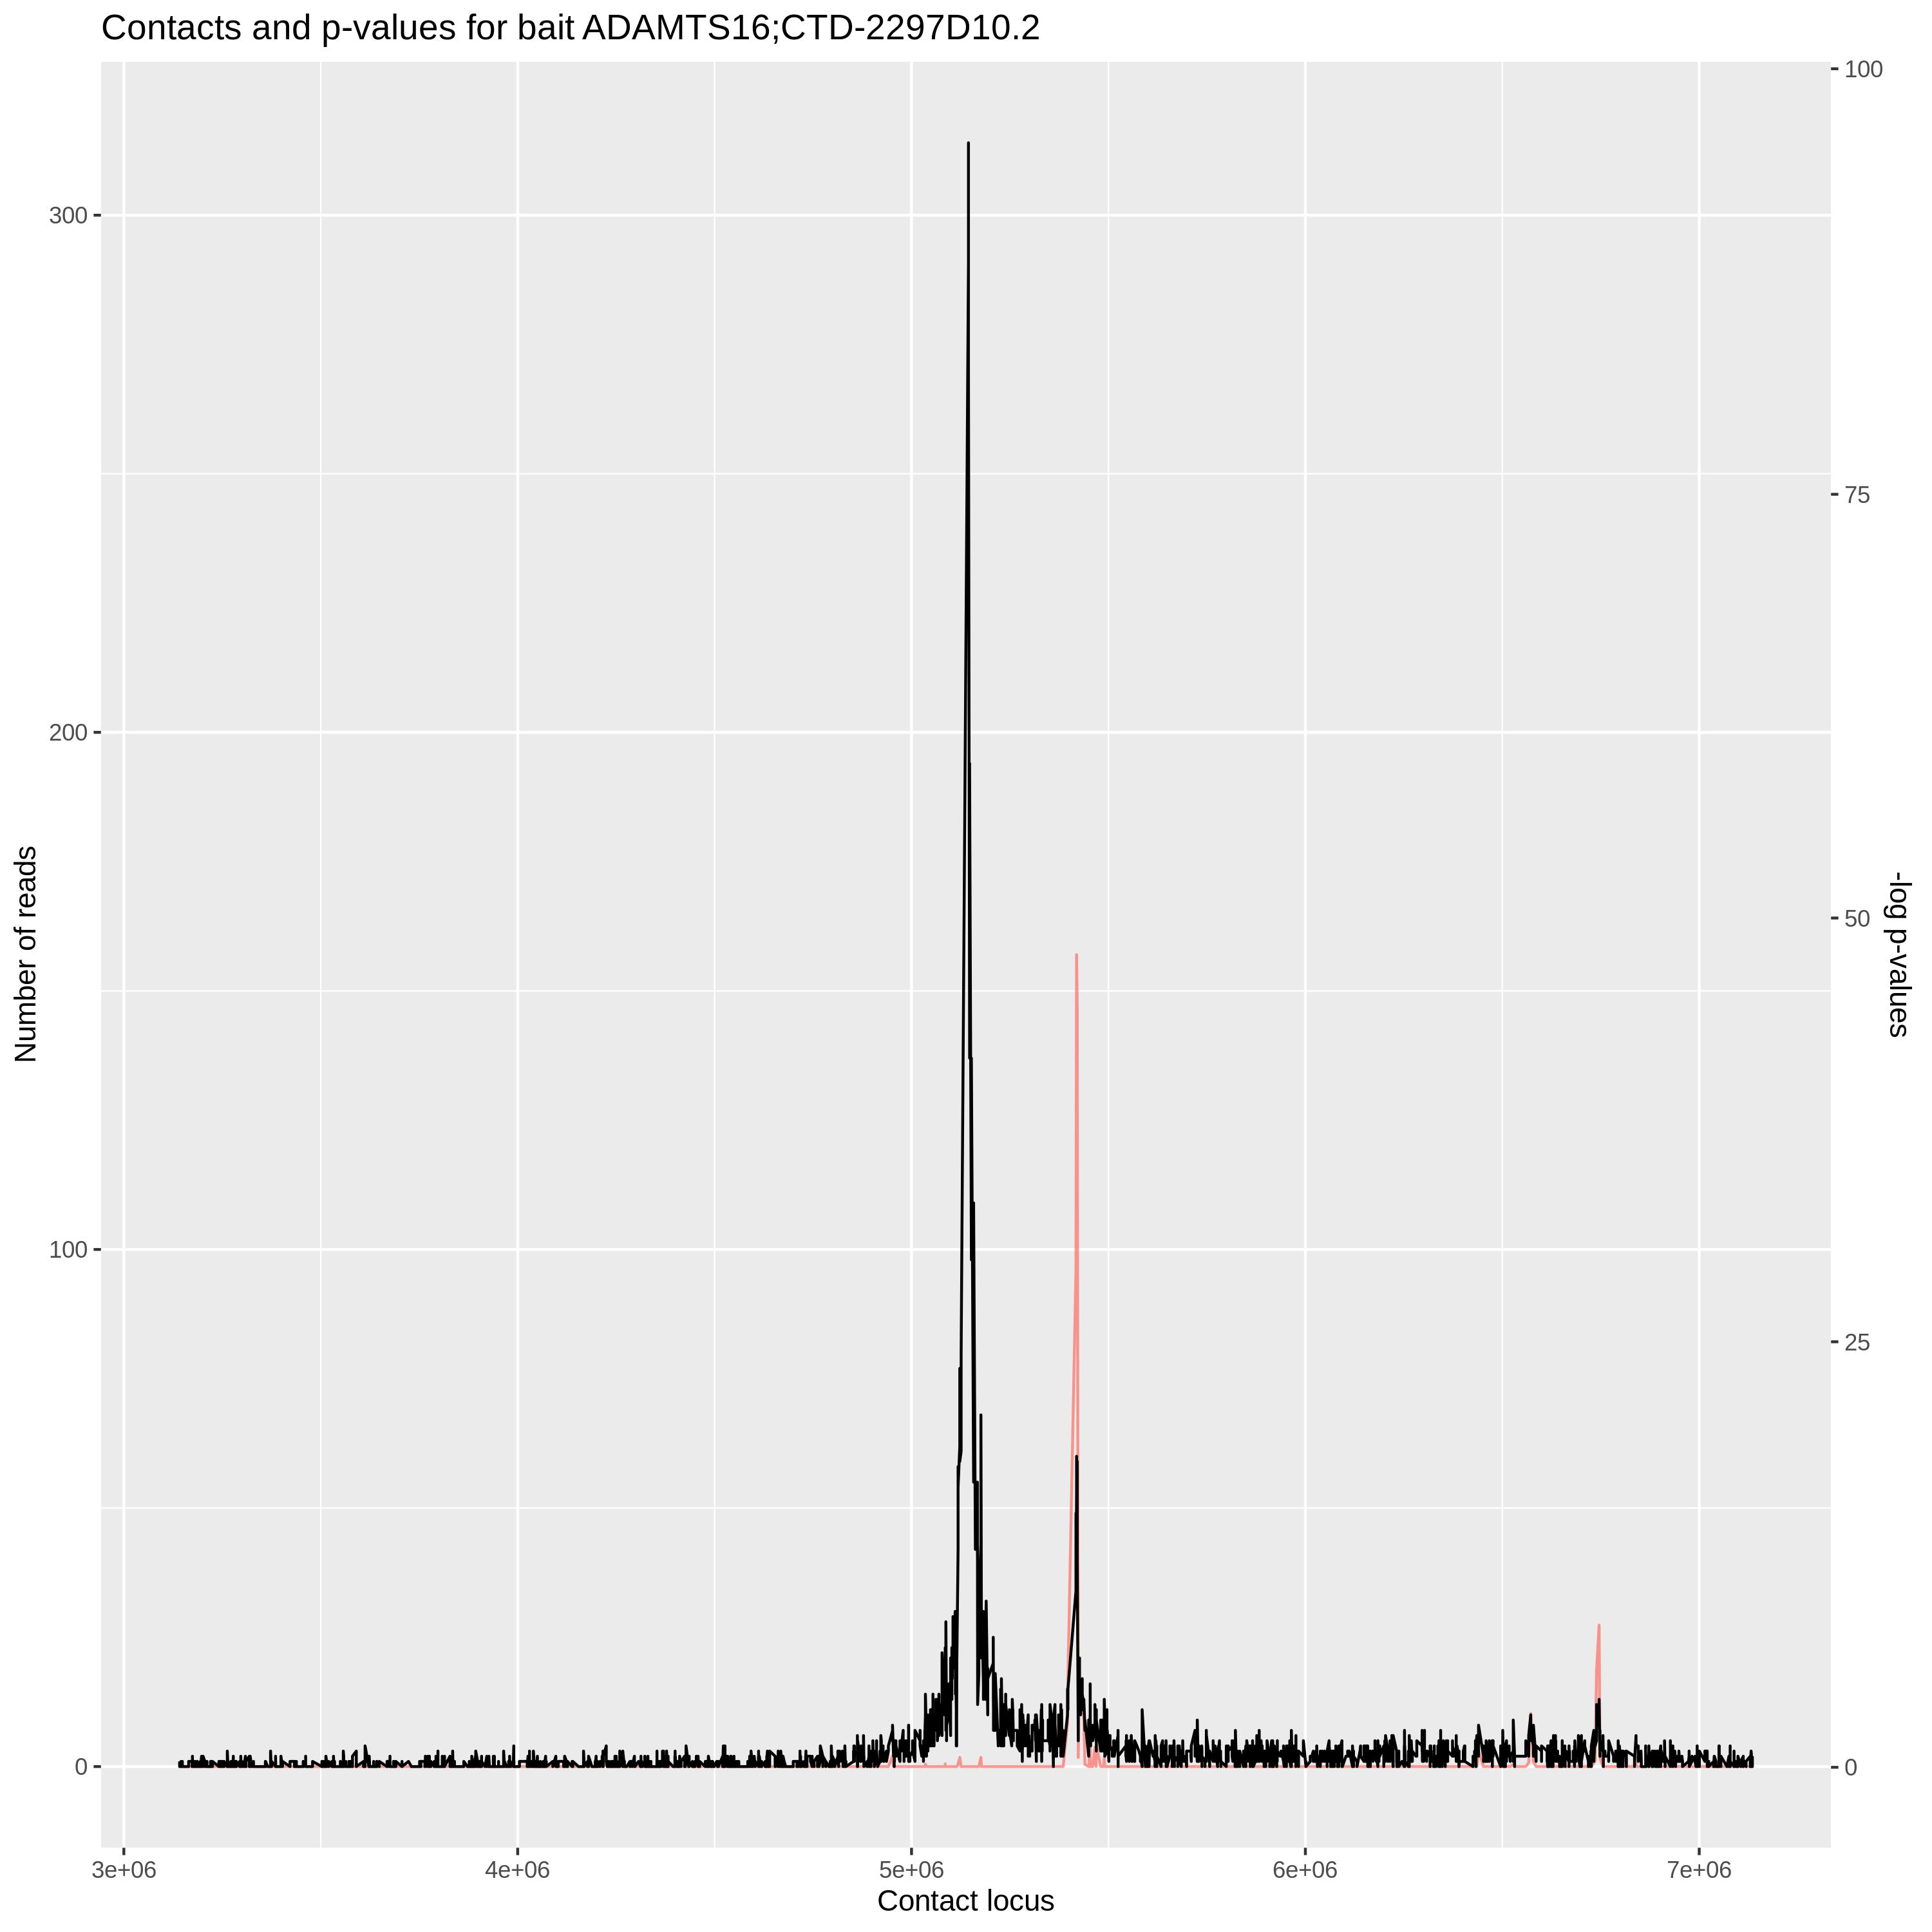 Contacts and p-values for bait ADAMTS16;CTD-2297D10.2
100
300
75
200
Number of reads
-log p-values
50
100
25
0
0
3e+06
4e+06
5e+06
6e+06
7e+06
Contact locus